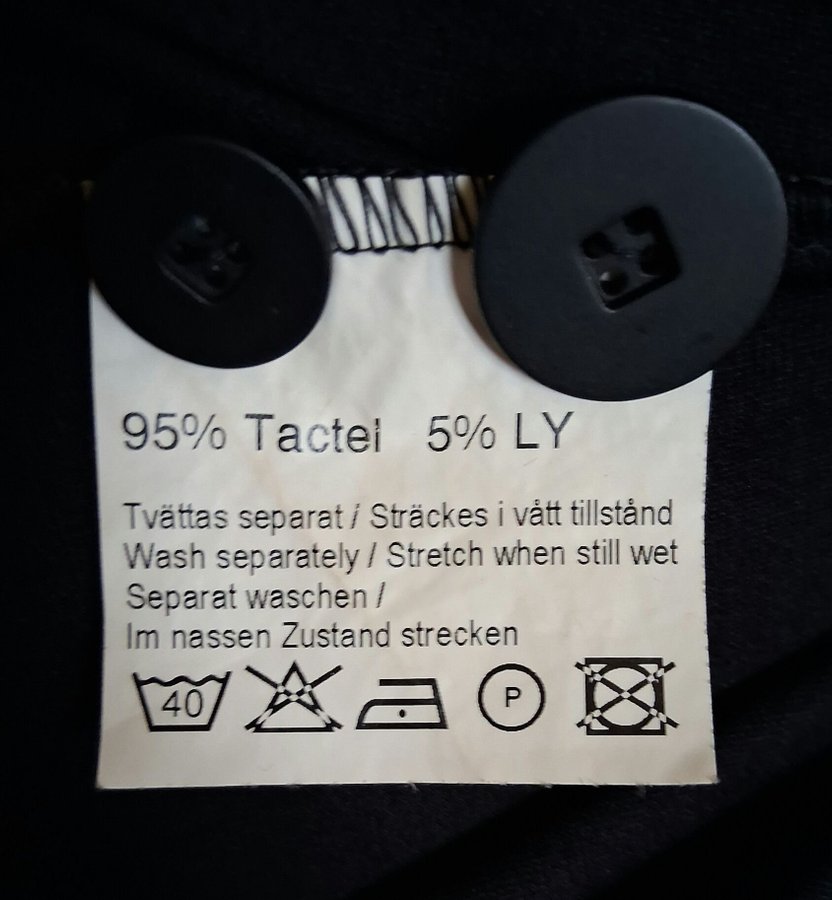 95% Tactel 5% LY
Tvättas separat / Sträckes i vått tillstånd
Wash separately / Stretch when still wet
Separat waschen /
Im nassen Zustand strecken
40 P